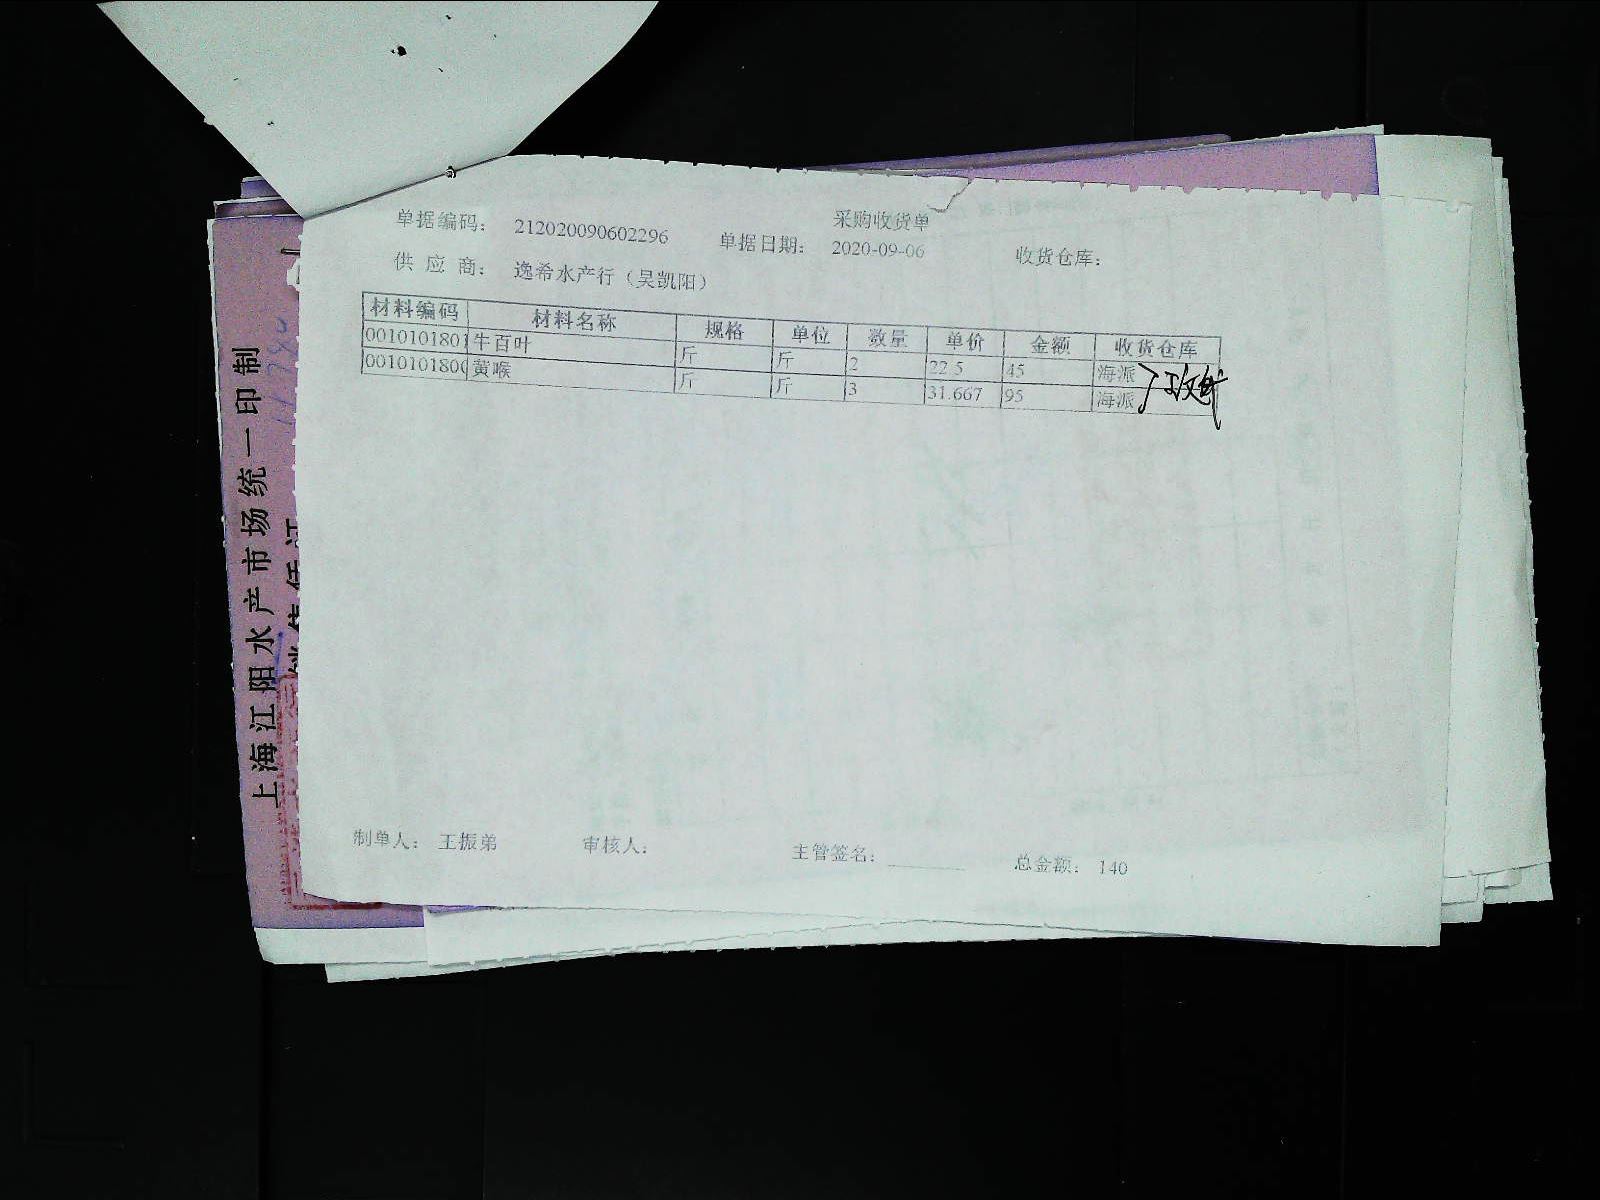 采购收货单
单据编码: 212020090602296 单据日期: 2020-09-06 收货仓库:
供应商: 逸希水产行（吴凯阳）
材料编码 材料名称 规格 单位 数量 单价 金额 收货仓库
0010101801 牛百叶 斤 斤 2 22.5 45 海派
001010180 黄喉 斤 斤 3 31.667 95 海派
制单人: 王振弟 审核人: 主管签名: 总金额: 140
上海江阳水产市场统一印制